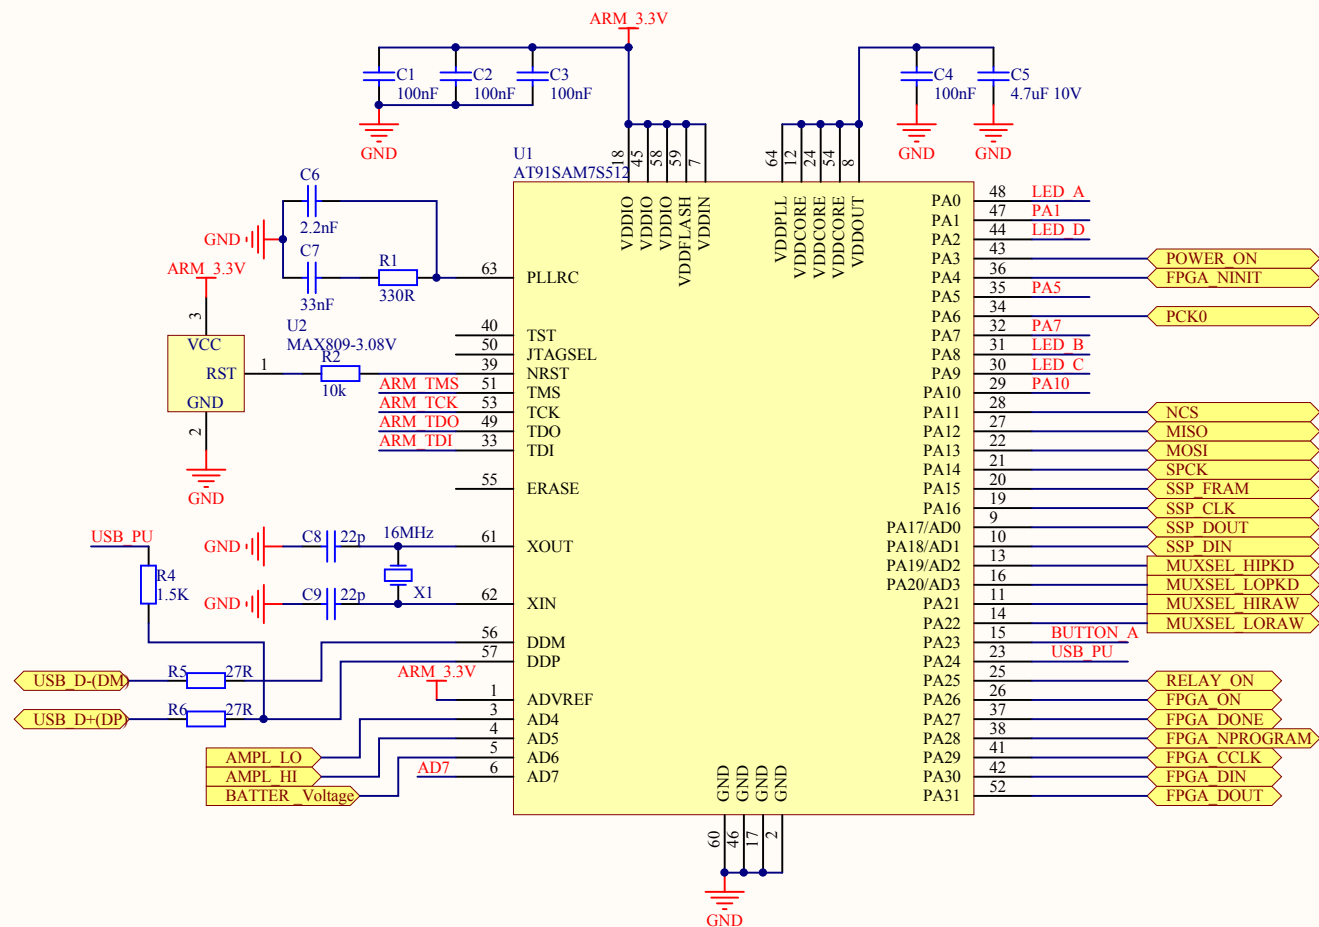 ARM_3.3V
C1
100nF
C2
100nF
C3
100nF
GND
C4
100nF
C5
4.7uF 10V
GND
GND
U1
AT91SAM7S512
18
45
58
59
7
64
12
24
54
8
VDDIO
VDDIO
VDDIO
VDDFLASH
VDDIN
VDDPLL
VDDCORE
VDDCORE
VDDCORE
VDDOUT
C6
2.2nF
GND
C7
33nF
R1
330R
63
PLLRC
ARM_3.3V
3
VCC
RST
GND
1
2
GND
U2
MAX809-3.08V
R2
10k
40
TST
50
JTAGSEL
39
NRST
ARM_TMS
51
TMS
ARM_TCK
53
TCK
ARM_TDO
49
TDO
ARM_TDI
33
TDI
55
ERASE
GND
C8
22p
16MHz
61
XOUT
GND
C9
22p
X1
62
XIN
USB_PU
R4
1.5K
56
DDM
57
DDP
USB_D-(DM)
R5
27R
USB_D+(DP)
R6
27R
ARM_3.3V
1
ADVREF
3
AD4
4
AD5
5
AD6
AD7
6
AD7
AMPL_LO
AMPL_HI
BATTER_Voltage
PA0
48
LED_A
PA1
47
PA1
PA2
44
LED_D
PA3
43
POWER_ON
PA4
36
FPGA_NINIT
PA5
35
PA5
PA6
34
PCK0
PA7
32
PA7
PA8
31
LED_B
PA9
30
LED_C
PA10
29
PA10
PA11
28
NCS
PA12
27
MISO
PA13
22
MOSI
PA14
21
SPCK
PA15
20
SSP_FRAM
PA16
19
SSP_CLK
PA17/AD0
9
SSP_DOUT
PA18/AD1
10
SSP_DIN
PA19/AD2
13
MUXSEL_HIPKD
PA20/AD3
16
MUXSEL_LOPKD
PA21
11
MUXSEL_HIRAW
PA22
14
MUXSEL_LORAW
PA23
15
BUTTON_A
PA24
23
USB_PU
PA25
25
RELAY_ON
PA26
26
FPGA_ON
PA27
37
FPGA_DONE
PA28
38
FPGA_NPROGRAM
PA29
41
FPGA_CCLK
PA30
42
FPGA_DIN
PA31
52
FPGA_DOUT
GND
GND
GND
GND
60
46
17
2
GND